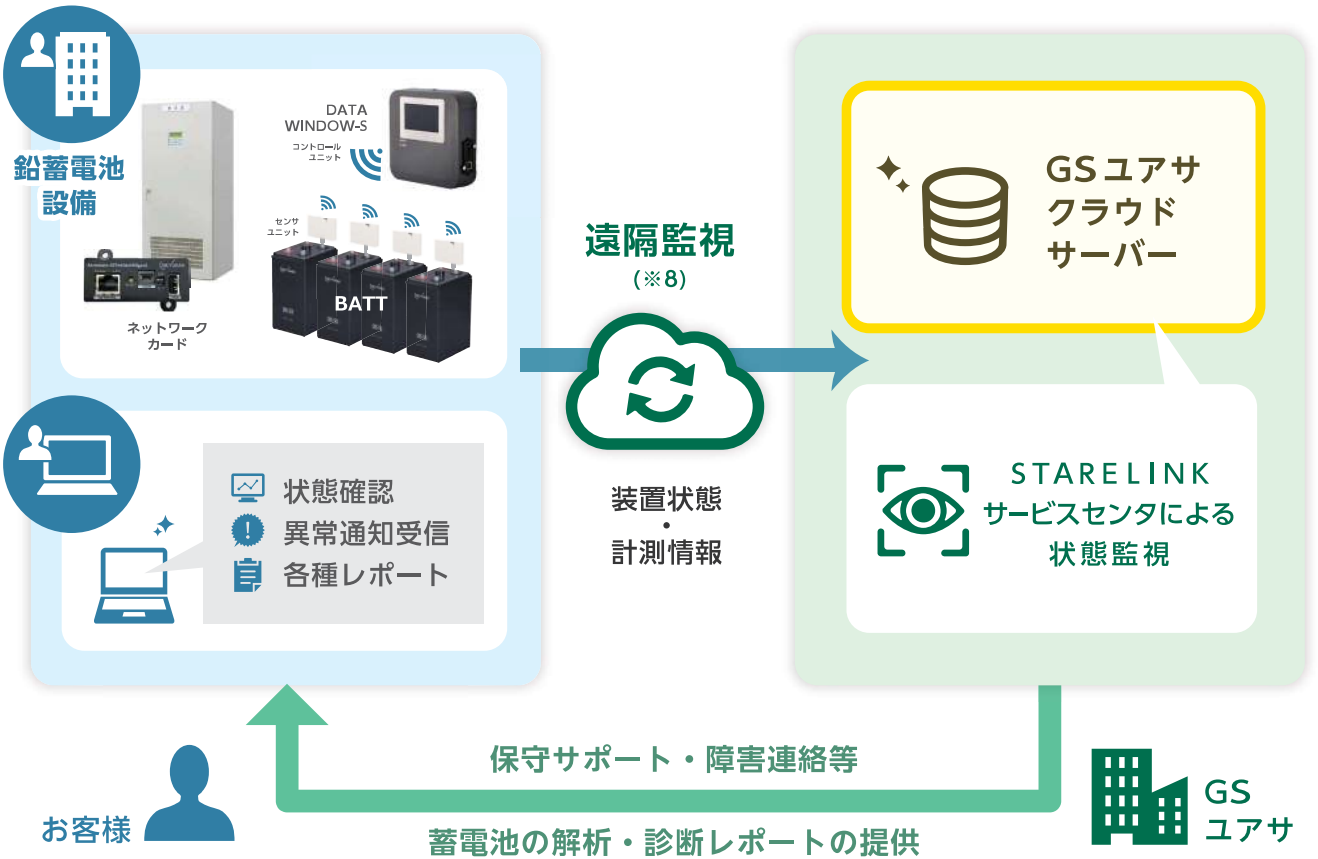 鉛蓄電池
設備
DATA
WINDOW-S
コントロール
ユニット
センサ
ユニット
BATT
ネットワーク
カード
状態確認
異常通知受信
各種レポート
遠隔監視
(※8)
装置状態
・
計測情報
GS ユアサ
クラウド
サーバー
STARELINK
サービスセンタによる
状態監視
保守サポート・障害連絡等
蓄電池の解析・診断レポートの提供
お客様
GS
ユアサ